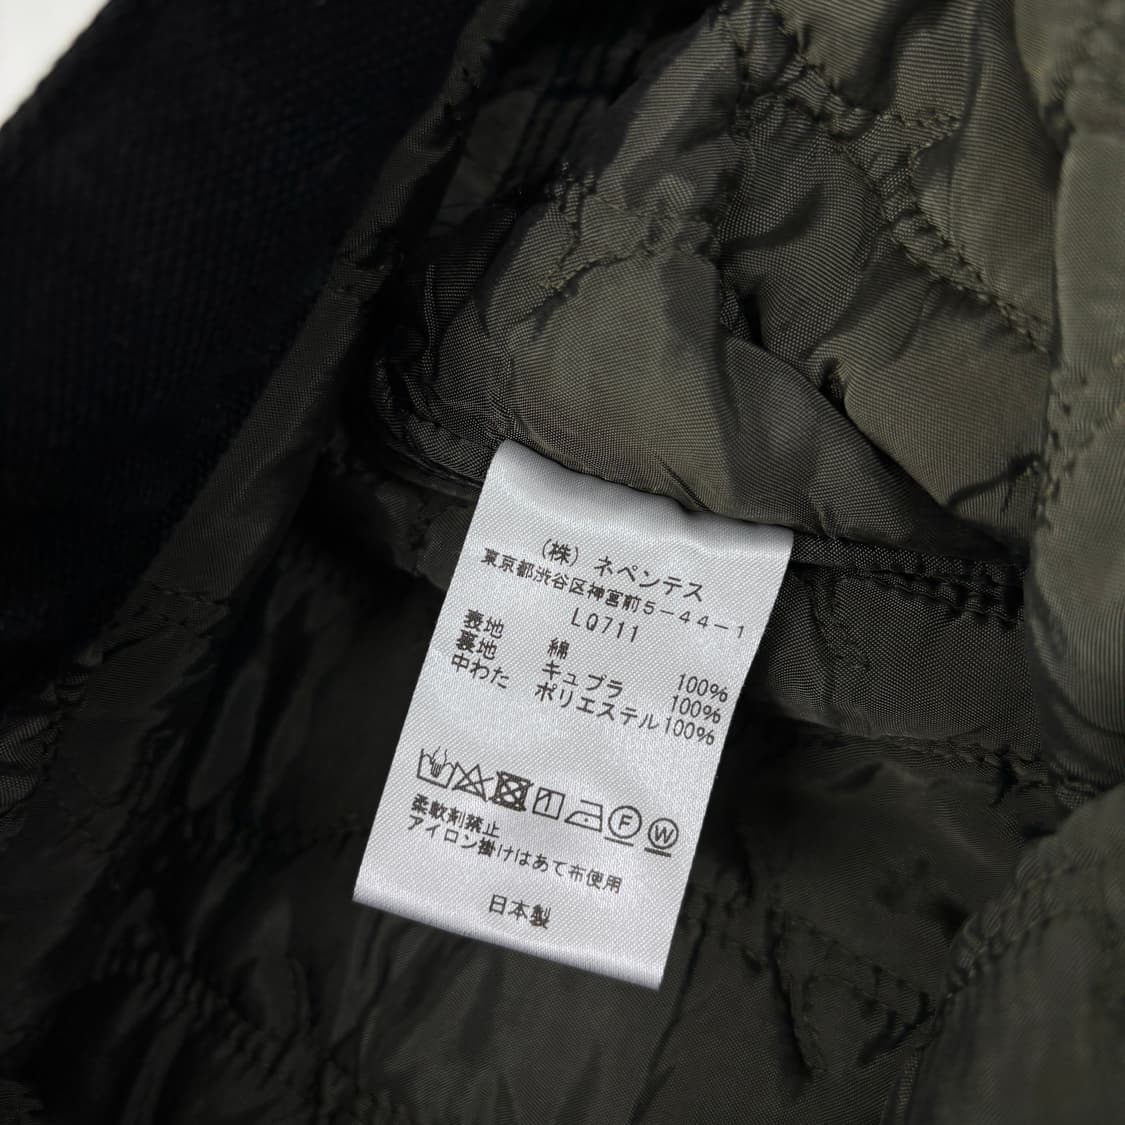 （株）ネペンテス
東京都渋谷区神宮前5－44－1
LQ711
表地 綿 100%
裏地 キュプラ 100%
中わた ポリエステル 100%
F W
柔軟剤禁止
アイロン掛けはあて布使用
日本製